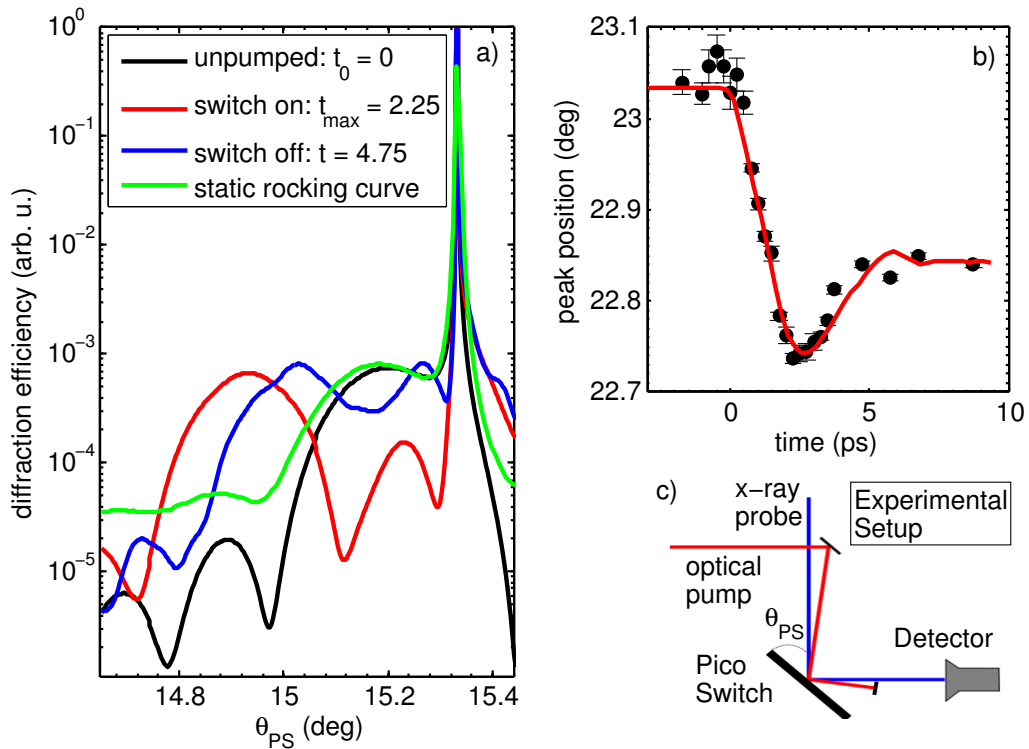 a)
unpumped: t_0 = 0
switch on: t_max = 2.25
switch off: t = 4.75
static rocking curve
10^0
10^-1
10^-2
10^-3
10^-4
10^-5
diffraction efficiency (arb. u.)
14.8
15
15.2
15.4
θ_PS (deg)
b)
23.1
23
22.9
22.8
22.7
peak position (deg)
0
5
10
time (ps)
c)
x-ray
probe
Experimental
Setup
optical
pump
θ_PS
Detector
Pico
Switch